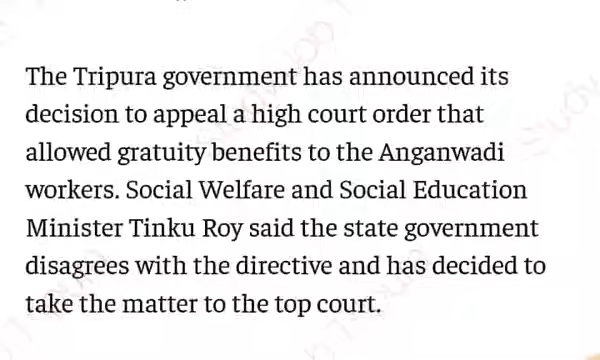 The Tripura government has announced its
decision to appeal a high court order that
allowed gratuity benefits to the Anganwadi
workers. Social Welfare and Social Education
Minister Tinku Roy said the state government
disagrees with the directive and has decided to
take the matter to the top court.